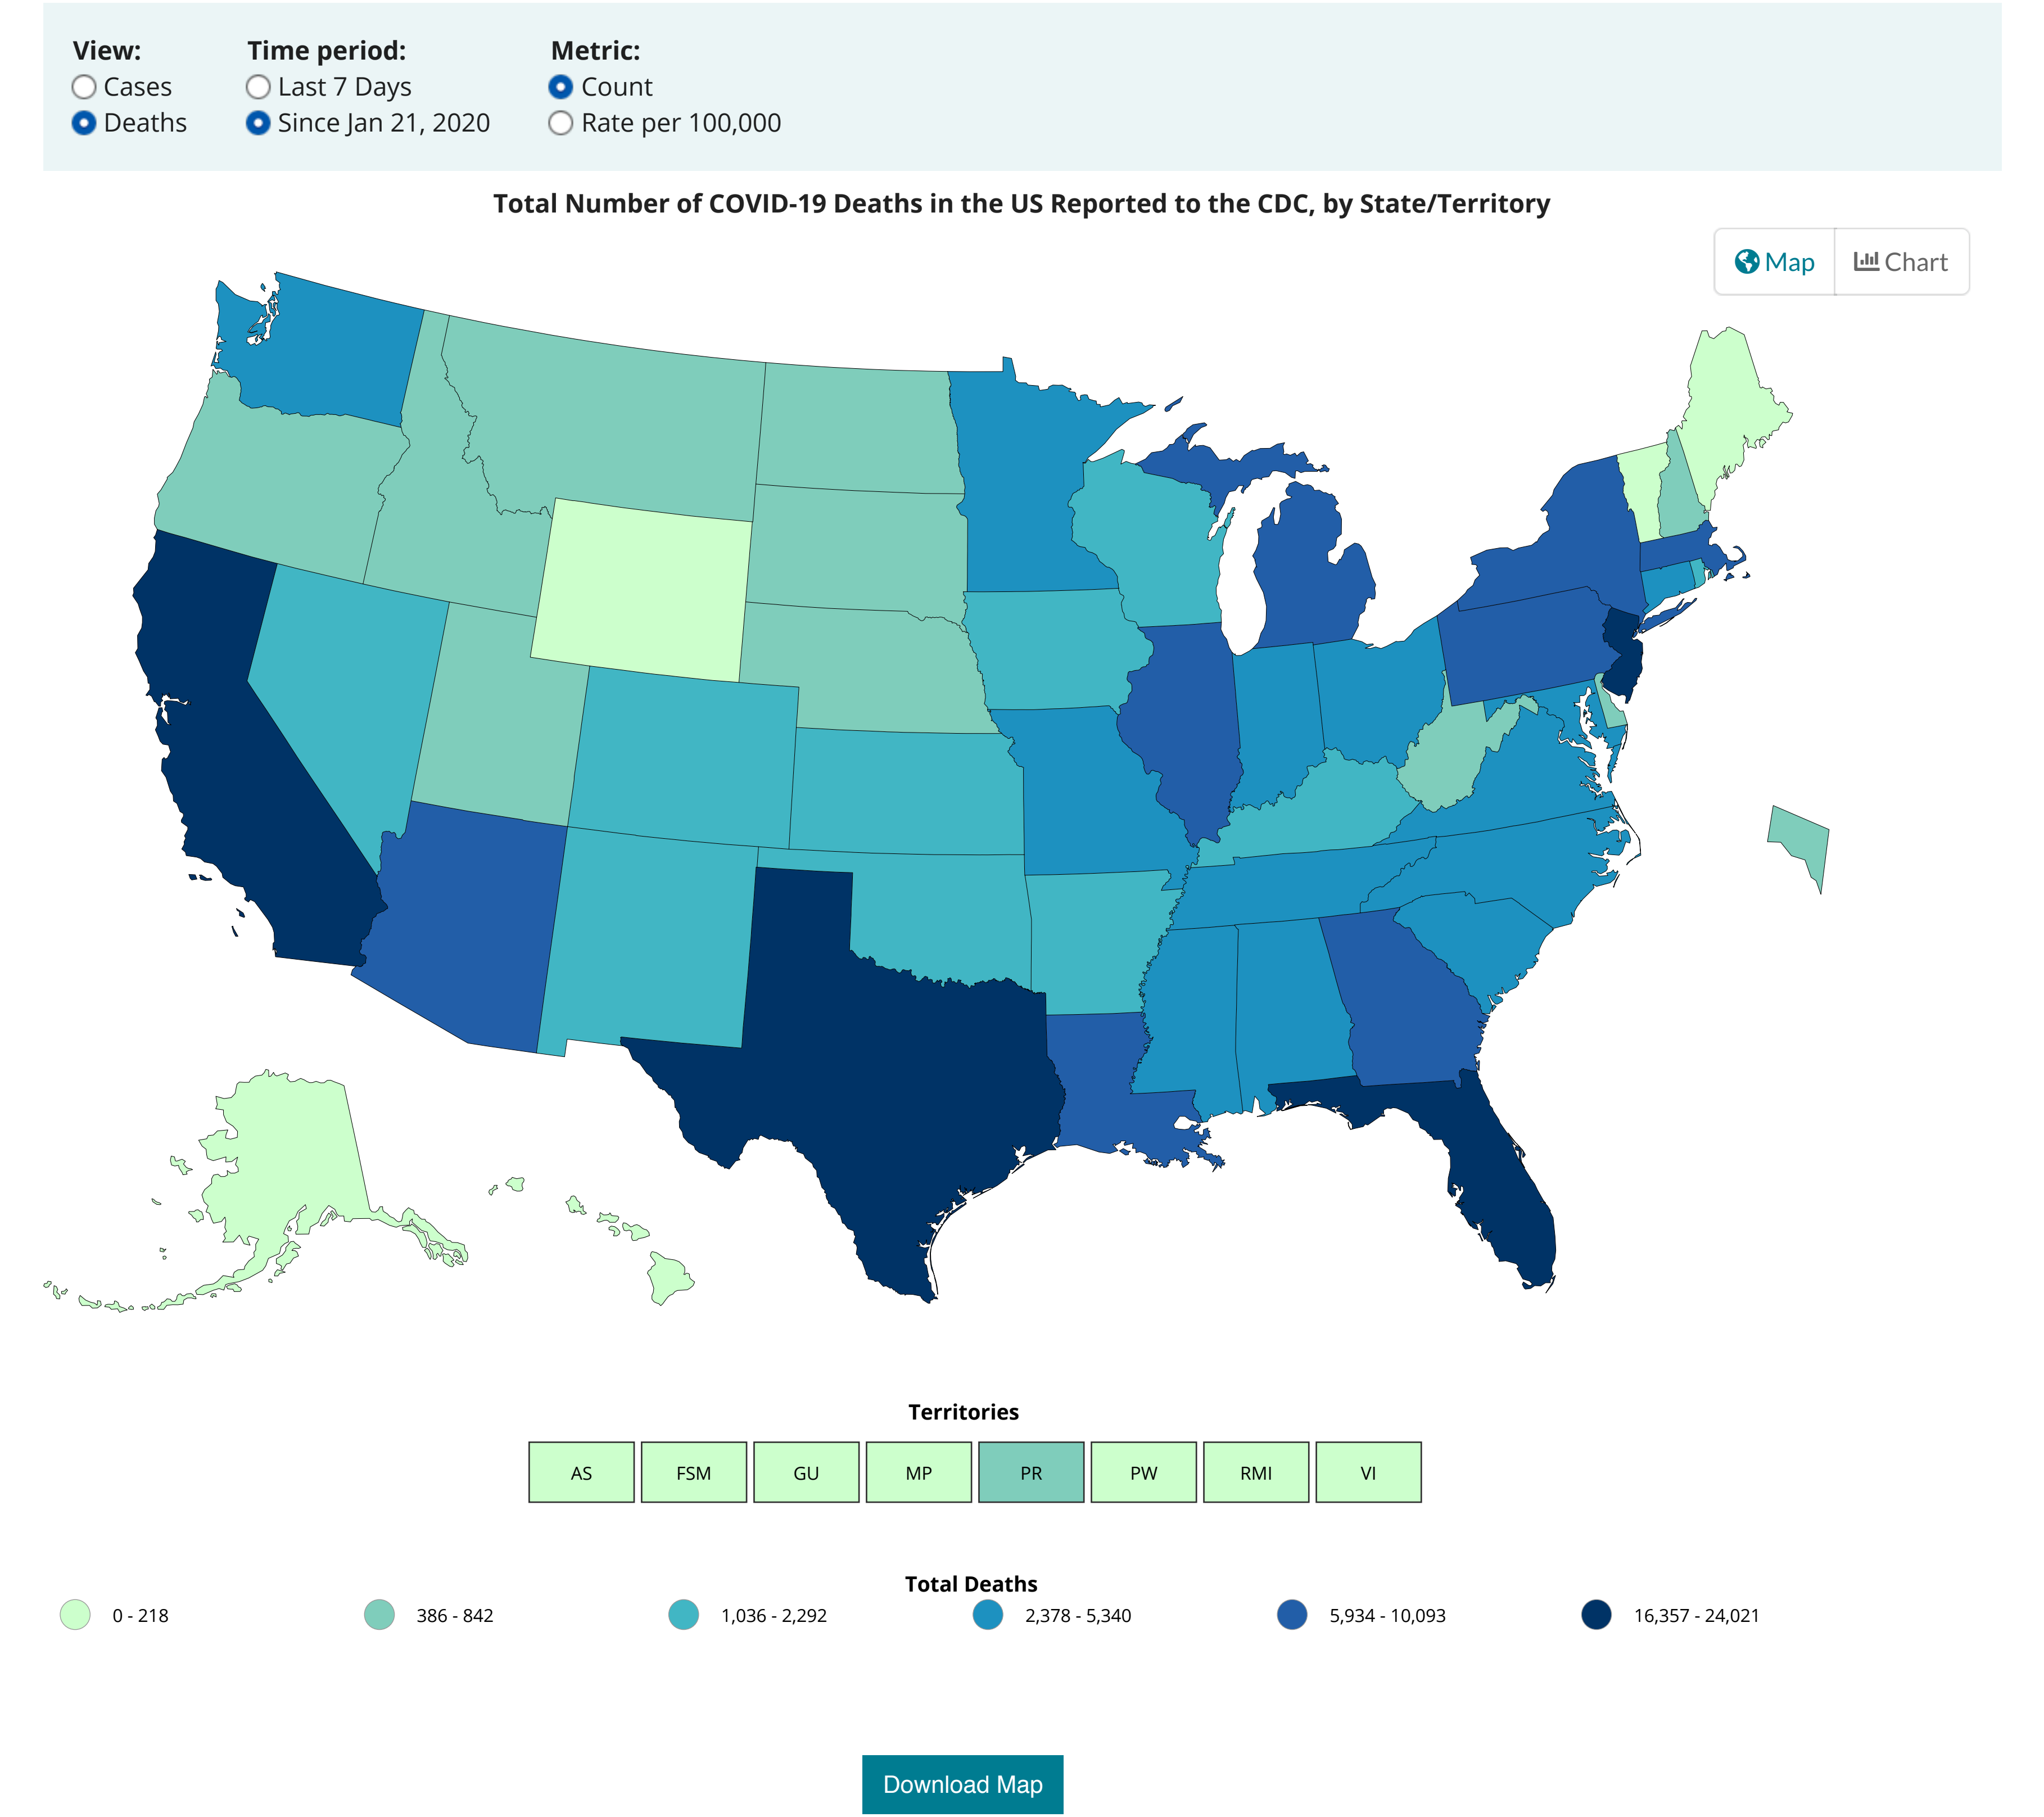 View:
Time period:
Metric:
Cases
Last 7 Days
Count
Deaths
Since Jan 21, 2020
Rate per 100,000
Total Number of COVID-19 Deaths in the US Reported to the CDC, by State/Territory
Map
Chart
Territories
AS
FSM
GU
MP
PR
PW
RMI
VI
Total Deaths
0 - 218
386 - 842
1,036 - 2,292
2,378 - 5,340
5,934 - 10,093
16,357 - 24,021
Download Map